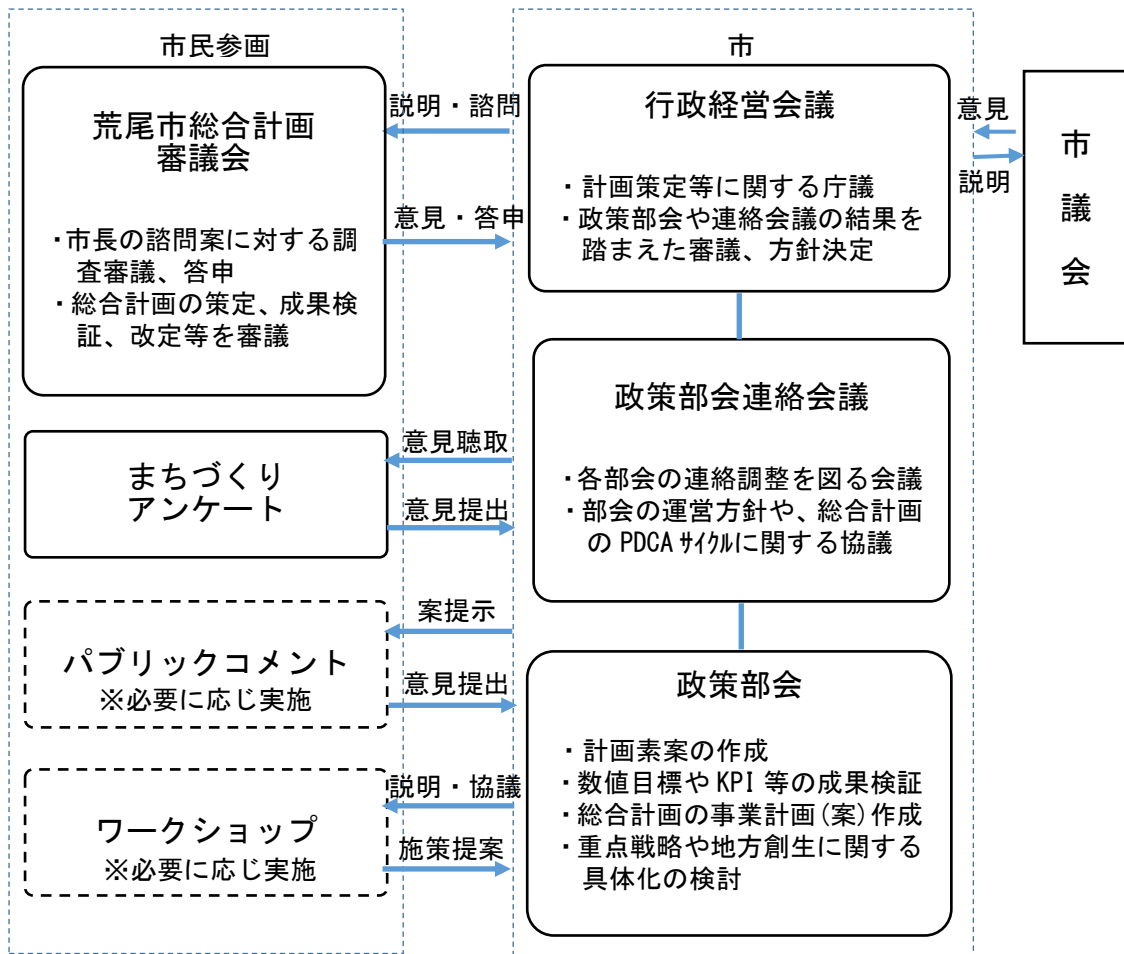 市民参画
荒尾市総合計画
審議会
・市長の諮問案に対する調
査審議、答申
・総合計画の策定、成果検
証、改定等を審議
まちづくり
アンケート
パブリックコメント
※必要に応じ実施
ワークショップ
※必要に応じ実施
説明・諮問
意見・答申
意見聴取
意見提出
案提示
意見提出
説明・協議
施策提案
市
行政経営会議
・計画策定等に関する庁議
・政策部会や連絡会議の結果を
踏まえた審議、方針決定
政策部会連絡会議
・各部会の連絡調整を図る会議
・部会の運営方針や、総合計画
の PDCA ｻｲｸﾙに関する協議
政策部会
・計画素案の作成
・数値目標や KPI 等の成果検証
・総合計画の事業計画(案)作成
・重点戦略や地方創生に関する
具体化の検討
意見
説明
市議会